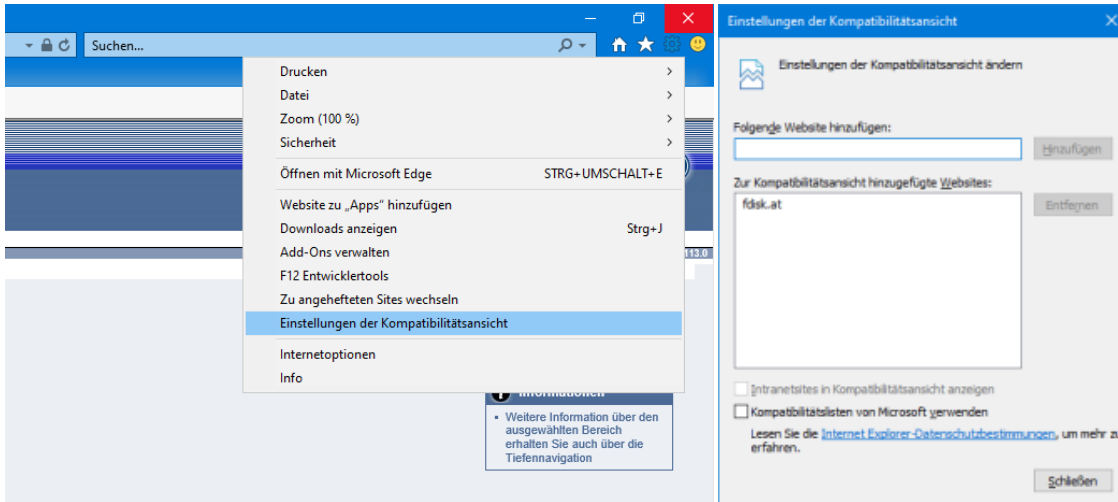 Suchen...
Drucken
Datei
Zoom (100 %)
Sicherheit
Öffnen mit Microsoft Edge STRG+UMSCHALT+E
Website zu „Apps" hinzufügen
Downloads anzeigen Strg+J
Add-Ons verwalten
F12 Entwicklertools
Zu angehefteten Sites wechseln
Einstellungen der Kompatibilitätsansicht
Internetoptionen
Info
113.0
Informationen
Weitere Information über den
ausgewählten Bereich
erhalten Sie auch über die
Tiefennavigation
Einstellungen der Kompatibilitätsansicht
Einstellungen der Kompatibilitätsansicht ändern
Folgende Website hinzufügen:
Hinzufügen
Zur Kompatibilitätsansicht hinzugefügte Websites:
fdisk.at
Entfernen
Intranetsites in Kompatibilitätsansicht anzeigen
Kompatibilitätslisten von Microsoft verwenden
Lesen Sie die Internet Explorer-Datenschutzbestimmungen, um mehr zu
erfahren.
Schließen